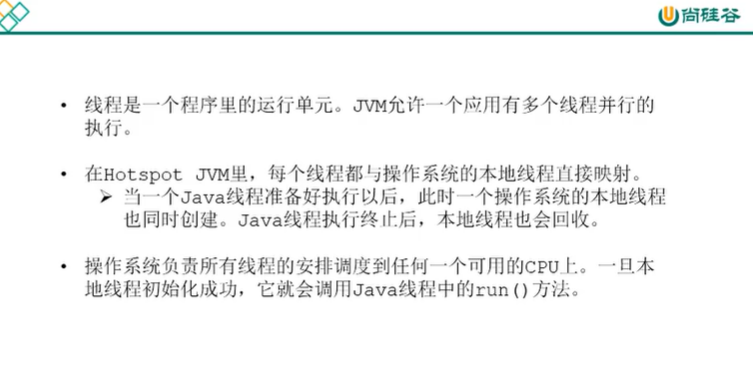 尚硅谷
• 线程是一个程序里的运行单元。JVM允许一个应用有多个线程并行的
执行。
• 在Hotspot JVM里，每个线程都与操作系统的本地线程直接映射。
➢ 当一个Java线程准备好执行以后，此时一个操作系统的本地线程
也同时创建。Java线程执行终止后，本地线程也会回收。
• 操作系统负责所有线程的安排调度到任何一个可用的CPU上。一旦本
地线程初始化成功，它就会调用Java线程中的run()方法。